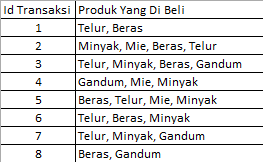 Id Transaksi Produk Yang Di Beli
1 Telur, Beras
2 Minyak, Mie, Beras, Telur
3 Telur, Minyak, Beras, Gandum
4 Gandum, Mie, Minyak
5 Beras, Telur, Mie, Minyak
6 Telur, Beras, Minyak
7 Telur, Minyak, Gandum
8 Beras, Gandum